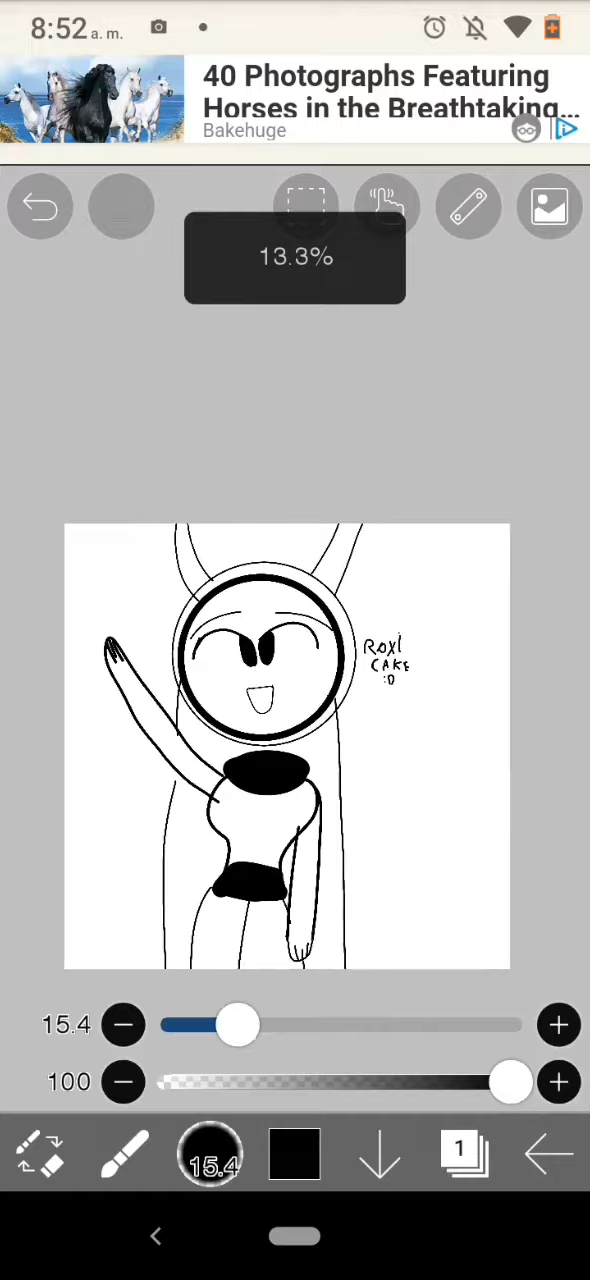 8:52 a. m.
40 Photographs Featuring
Horses in the Breathtaking...
Bakehuge
13.3%
ROXI
CAKE
:D
15.4
100
15.4
1